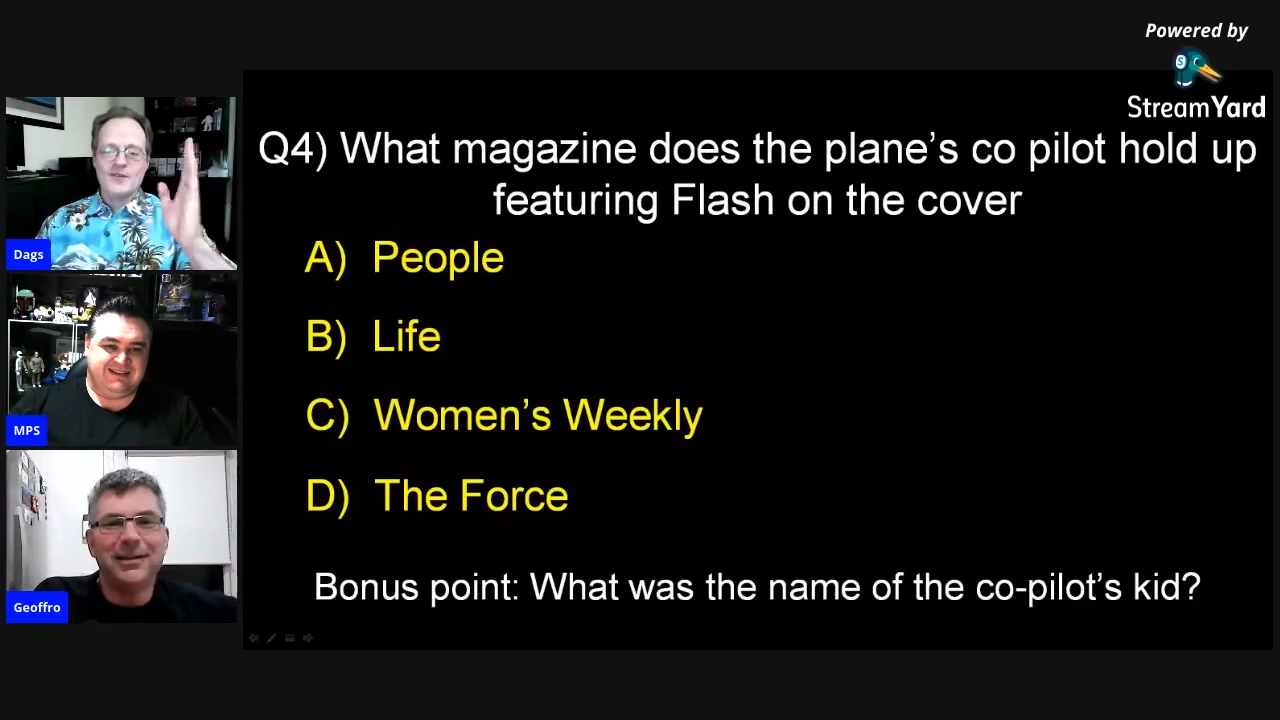 Powered by
StreamYard
Q4) What magazine does the plane’s co pilot hold up
featuring Flash on the cover
A) People
B) Life
C) Women’s Weekly
D) The Force
Bonus point: What was the name of the co-pilot’s kid?
Dags
MPS
Geoffro